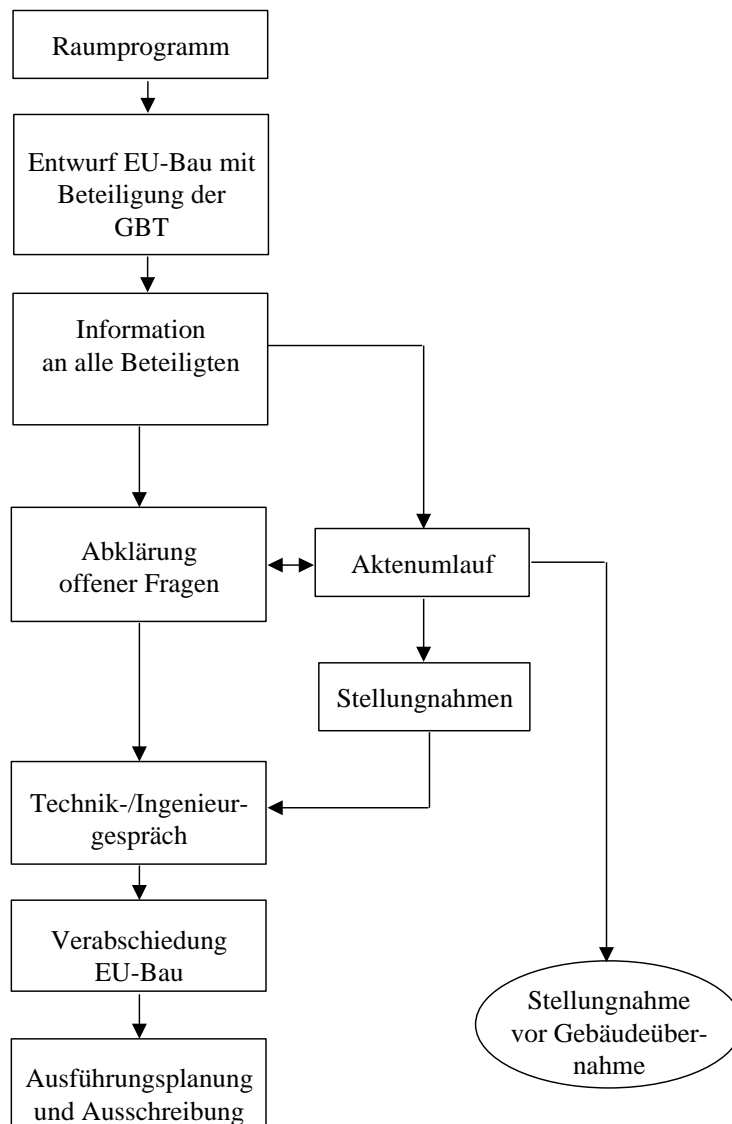 Raumprogramm
Entwurf EU-Bau mit
Beteiligung der
GBT
Information
an alle Beteiligten
Abklärung
offener Fragen
Aktenumlauf
Stellungnahmen
Technik-/Ingenieur-
gespräch
Verabschiedung
EU-Bau
Stellungnahme
vor Gebäudeüber-
nahme
Ausführungsplanung
und Ausschreibung